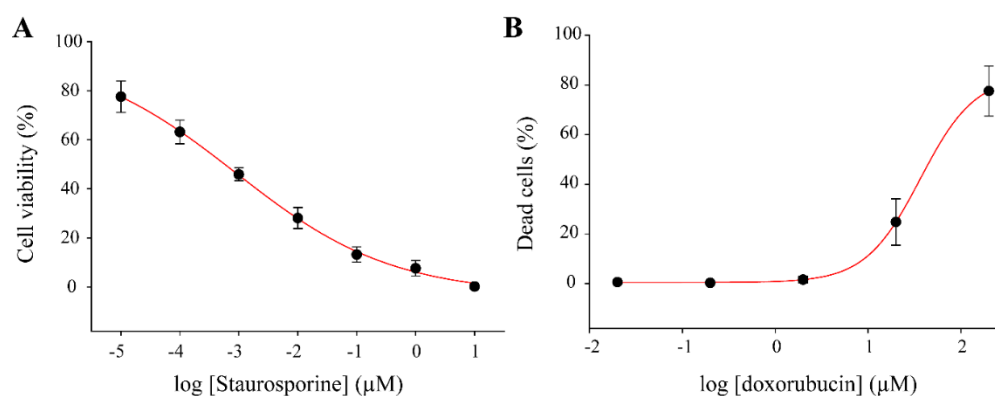 A
100
80
60
40
20
0
Cell viability (%)
-5 -4 -3 -2 -1 0 1
log [Staurosporine] (µM)
B
100
80
60
40
20
0
Dead cells (%)
-2 -1 0 1 2
log [doxorubucin] (µM)